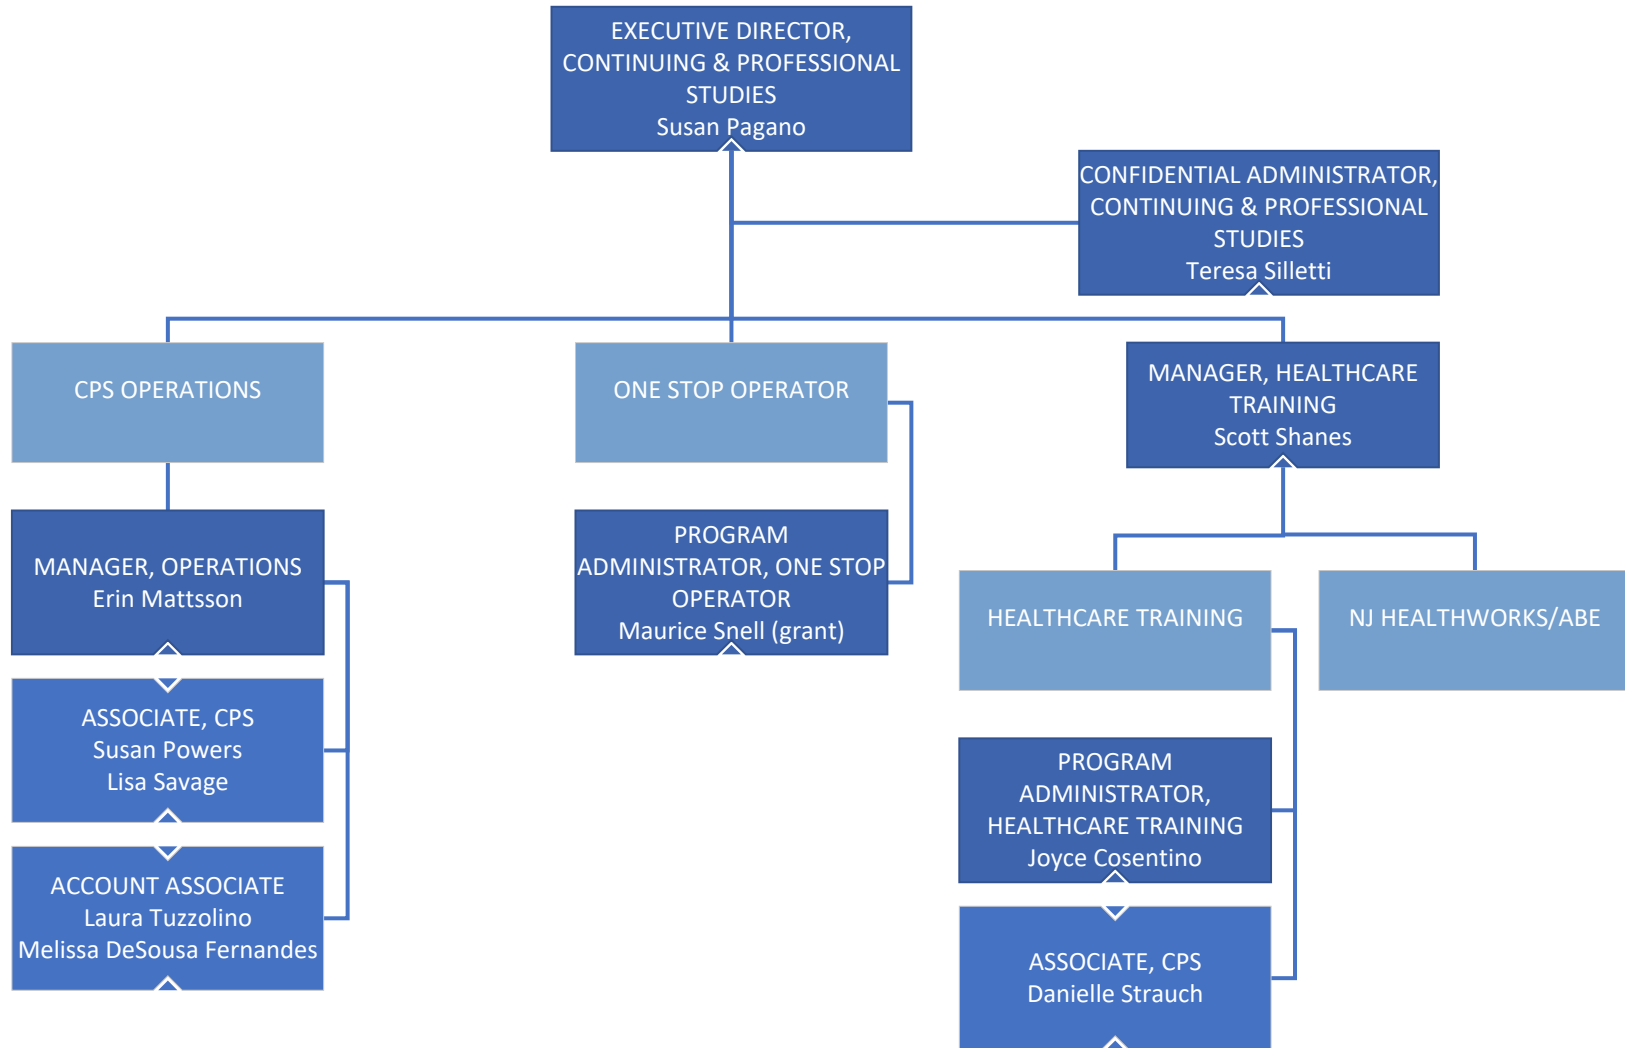 EXECUTIVE DIRECTOR,
CONTINUING & PROFESSIONAL
STUDIES
Susan Pagano
CONFIDENTIAL ADMINISTRATOR,
CONTINUING & PROFESSIONAL
STUDIES
Teresa Silletti
CPS OPERATIONS
ONE STOP OPERATOR
MANAGER, HEALTHCARE
TRAINING
Scott Shanes
MANAGER, OPERATIONS
Erin Mattsson
PROGRAM
ADMINISTRATOR, ONE STOP
OPERATOR
Maurice Snell (grant)
HEALTHCARE TRAINING
NJ HEALTHWORKS/ABE
ASSOCIATE, CPS
Susan Powers
Lisa Savage
PROGRAM
ADMINISTRATOR,
HEALTHCARE TRAINING
Joyce Cosentino
ACCOUNT ASSOCIATE
Laura Tuzzolino
Melissa DeSousa Fernandes
ASSOCIATE, CPS
Danielle Strauch